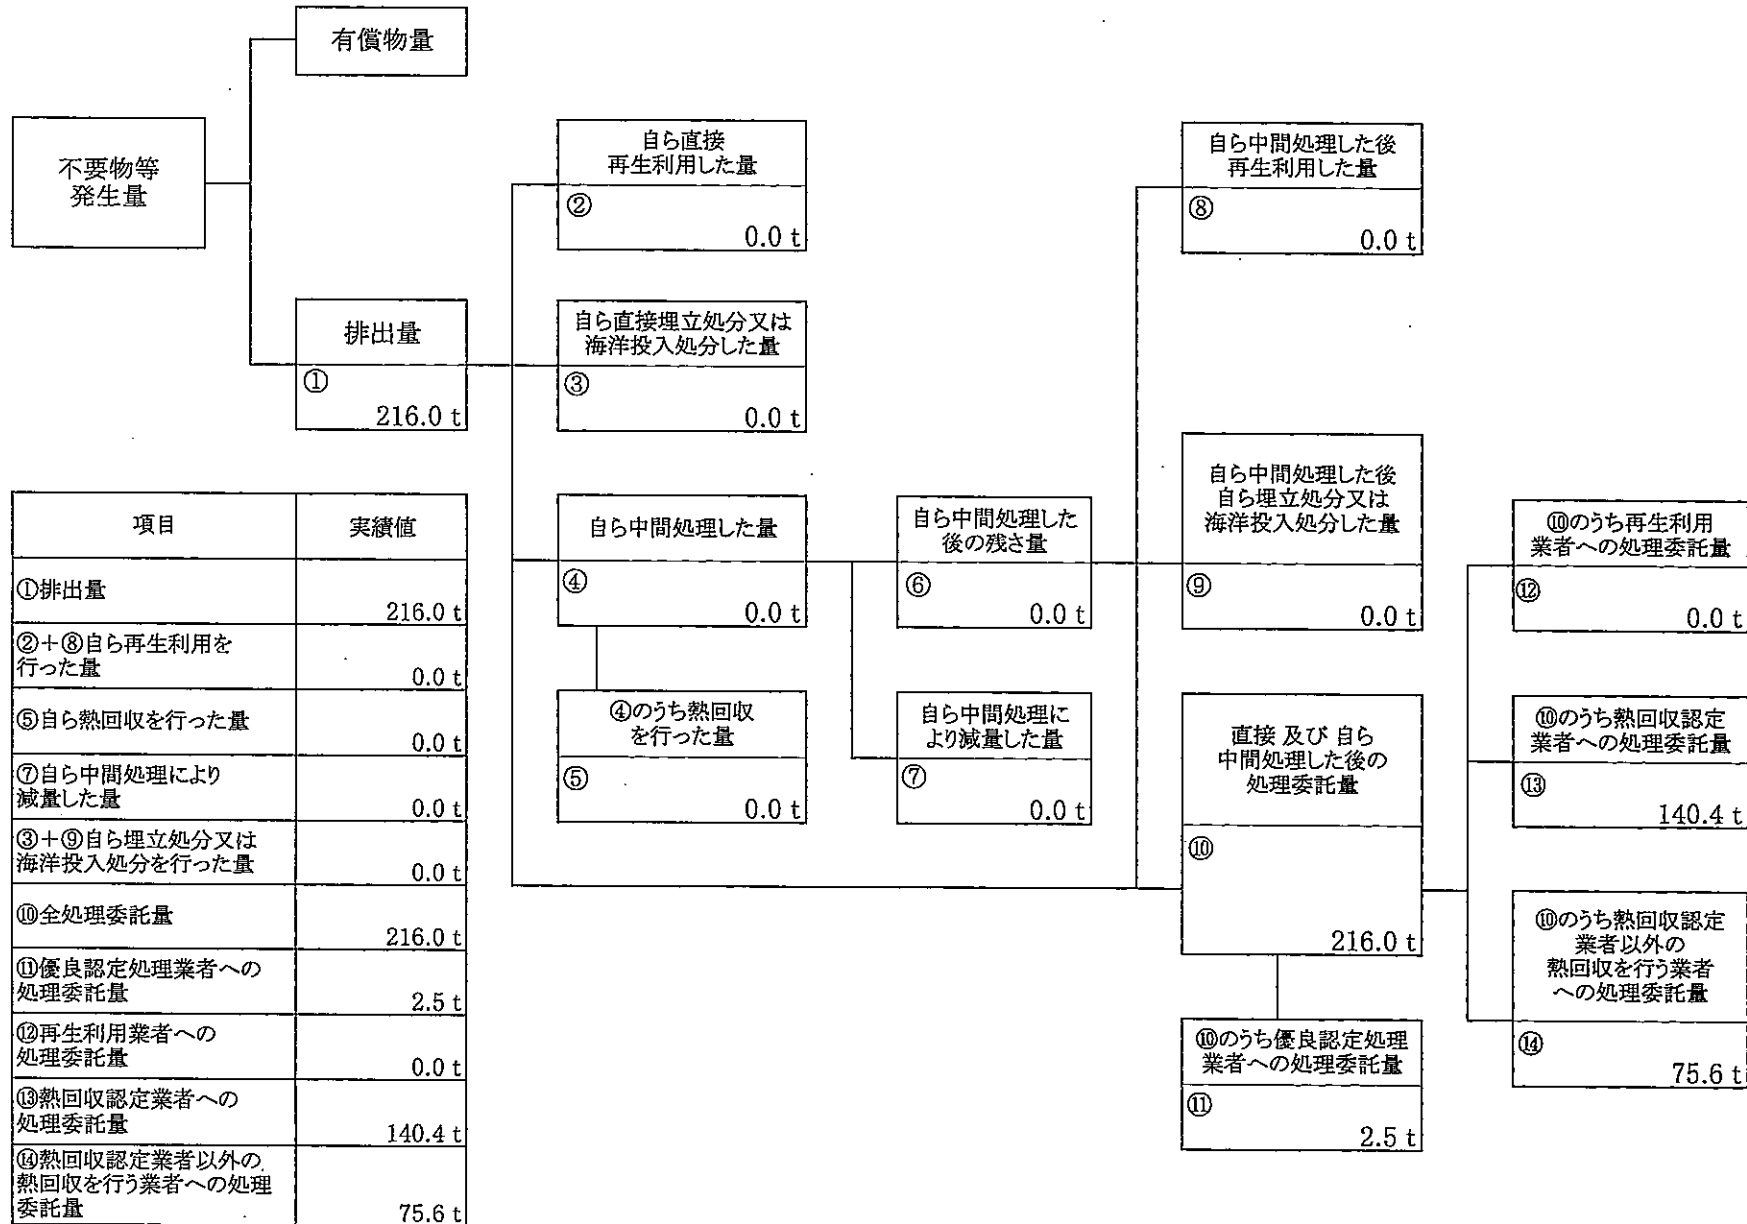 有償物量
不要物等
発生量
排出量
①
216.0 t
自ら直接
再生利用した量
②
0.0 t
自ら直接埋立処分又は
海洋投入処分した量
③
0.0 t
自ら中間処理した量
④
0.0 t
④のうち熱回収
を行った量
⑤
0.0 t
自ら中間処理した
後の残さ量
⑥
0.0 t
自ら中間処理に
より減量した量
⑦
0.0 t
自ら中間処理した後
再生利用した量
⑧
0.0 t
自ら中間処理した後
自ら埋立処分又は
海洋投入処分した量
⑨
0.0 t
直接 及び 自ら
中間処理した後の
処理委託量
⑩
216.0 t
⑩のうち優良認定処理
業者への処理委託量
⑪
2.5 t
⑩のうち再生利用
業者への処理委託量
⑫
0.0 t
⑩のうち熱回収認定
業者への処理委託量
⑬
140.4 t
⑩のうち熱回収認定
業者以外の
熱回収を行う業者
への処理委託量
⑭
75.6 t
項目 実績値
①排出量
216.0 t
②+⑧自ら再生利用を
行った量
0.0 t
⑤自ら熱回収を行った量
0.0 t
⑦自ら中間処理により
減量した量
0.0 t
③+⑨自ら埋立処分又は
海洋投入処分を行った量
0.0 t
⑩全処理委託量
216.0 t
⑪優良認定処理業者への
処理委託量
2.5 t
⑫再生利用業者への
処理委託量
0.0 t
⑬熱回収認定業者への
処理委託量
140.4 t
⑭熱回収認定業者以外の
熱回収を行う業者への処理
委託量
75.6 t